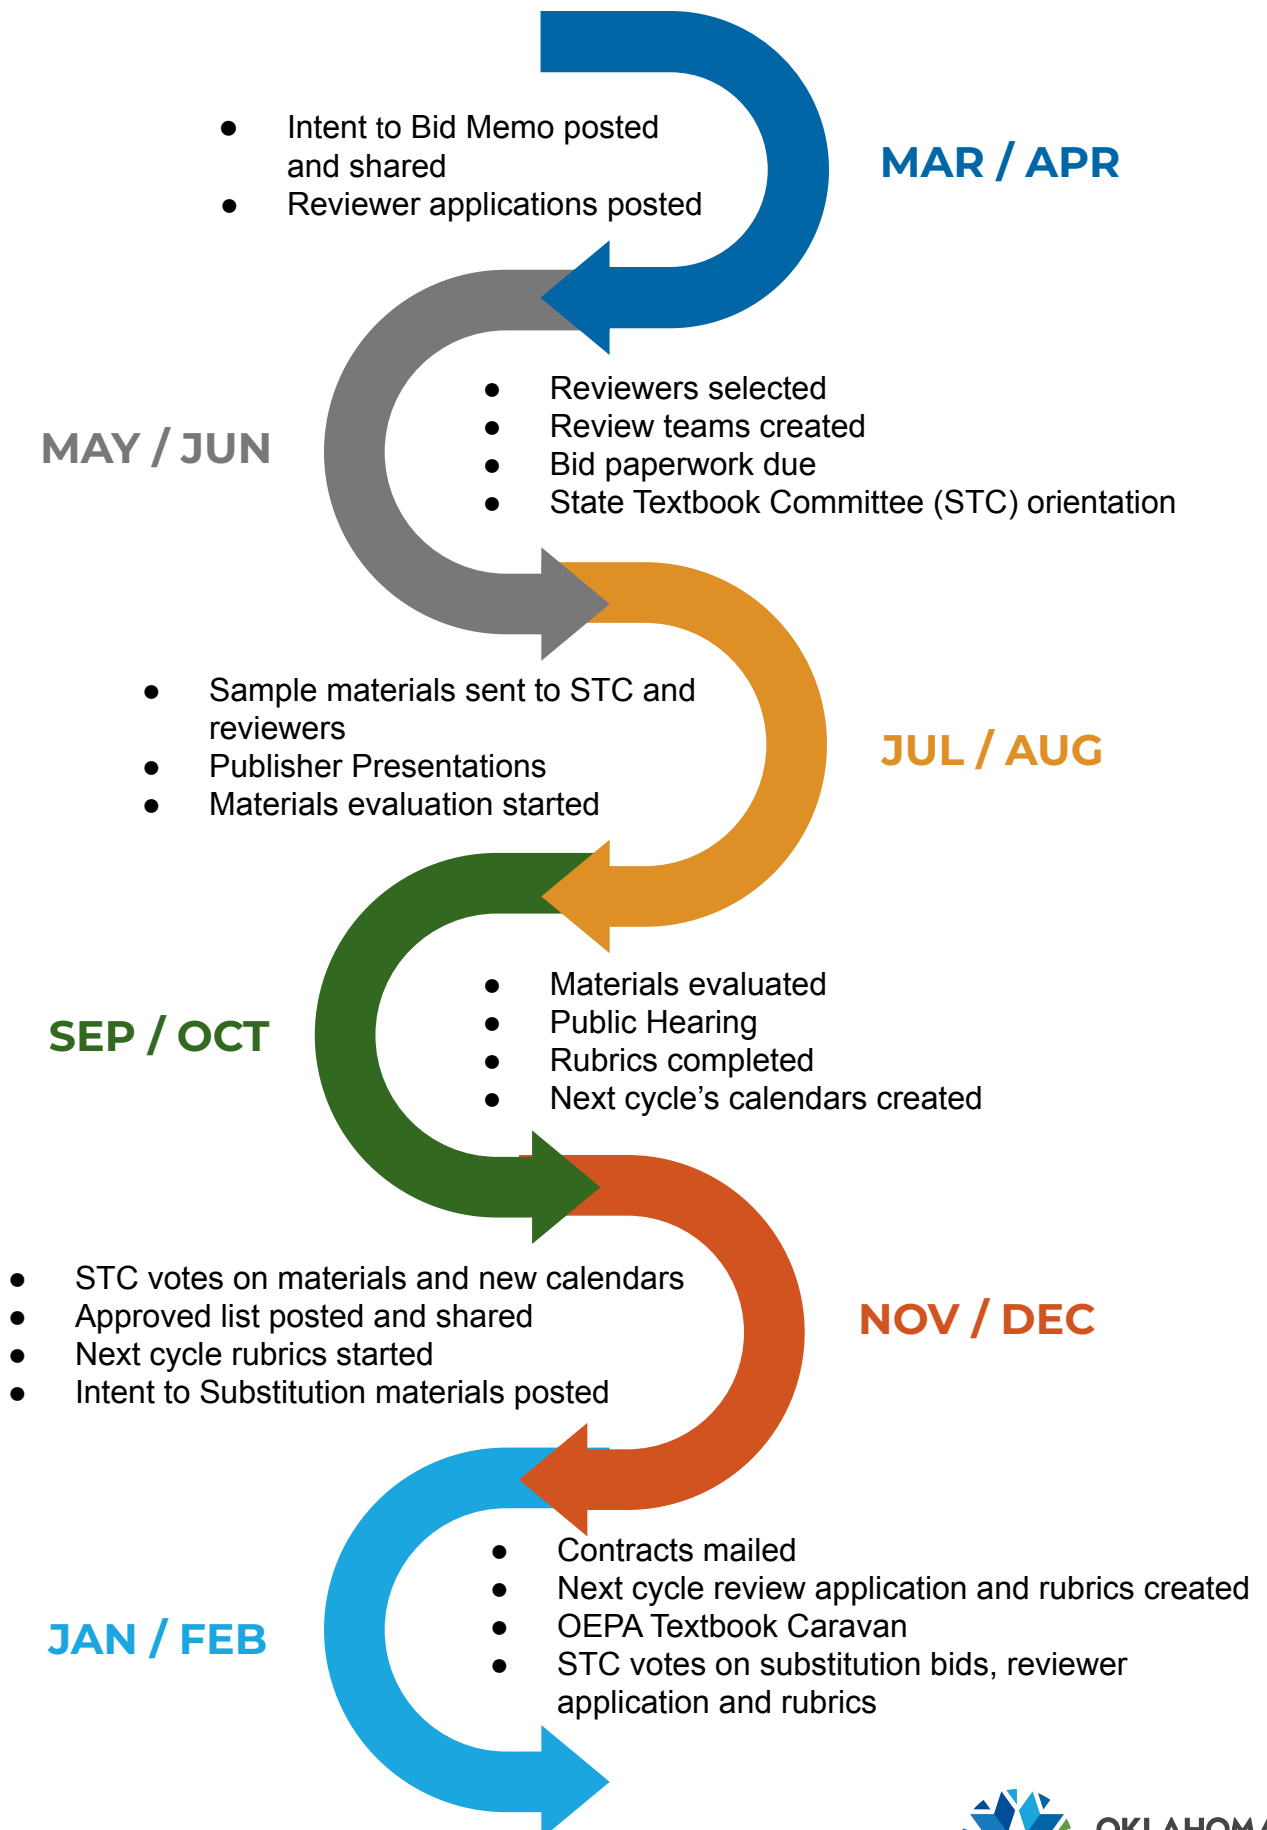 ● Intent to Bid Memo posted
and shared
● Reviewer applications posted
MAR / APR
MAY / JUN
● Reviewers selected
● Review teams created
● Bid paperwork due
● State Textbook Committee (STC) orientation
● Sample materials sent to STC and
reviewers
● Publisher Presentations
● Materials evaluation started
JUL / AUG
SEP / OCT
● Materials evaluated
● Public Hearing
● Rubrics completed
● Next cycle’s calendars created
● STC votes on materials and new calendars
● Approved list posted and shared
● Next cycle rubrics started
● Intent to Substitution materials posted
NOV / DEC
JAN / FEB
● Contracts mailed
● Next cycle review application and rubrics created
● OEPA Textbook Caravan
● STC votes on substitution bids, reviewer
application and rubrics
OKLAHOMA